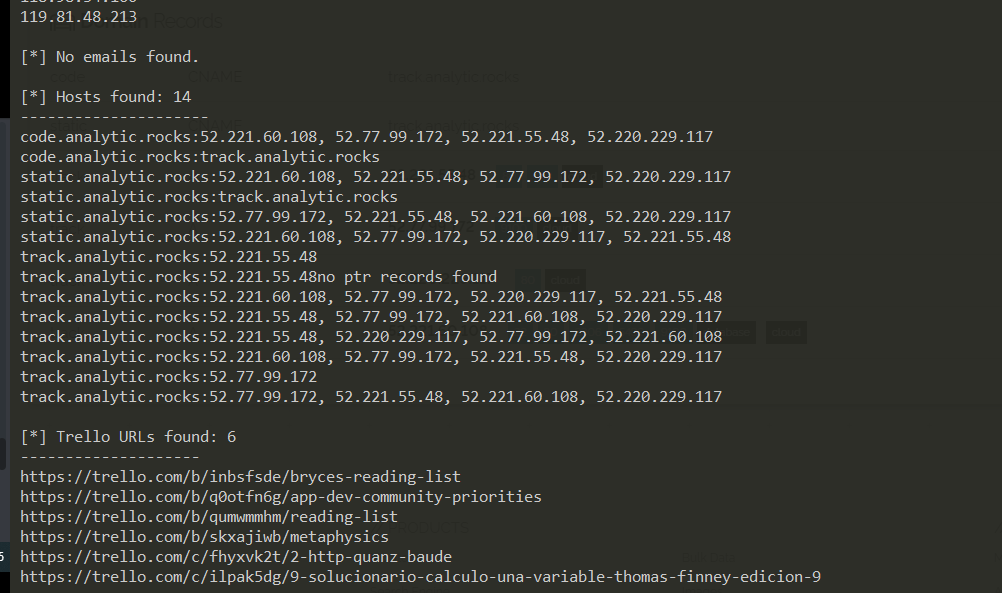 119.81.48.213
Records
[*] No emails found.
[*] Hosts found: 14
---------------------
code.analytic.rocks:52.221.60.108, 52.77.99.172, 52.221.55.48, 52.220.229.117
code.analytic.rocks:track.analytic.rocks
static.analytic.rocks:52.221.60.108, 52.221.55.48, 52.77.99.172, 52.220.229.117
static.analytic.rocks:track.analytic.rocks
static.analytic.rocks:52.77.99.172, 52.221.55.48, 52.221.60.108, 52.220.229.117
static.analytic.rocks:52.221.60.108, 52.77.99.172, 52.220.229.117, 52.221.55.48
track.analytic.rocks:52.221.55.48
track.analytic.rocks:52.221.55.48no ptr records found
track.analytic.rocks:52.221.60.108, 52.77.99.172, 52.220.229.117, 52.221.55.48
track.analytic.rocks:52.221.55.48, 52.77.99.172, 52.221.60.108, 52.220.229.117
track.analytic.rocks:52.221.55.48, 52.220.229.117, 52.77.99.172, 52.221.60.108
track.analytic.rocks:52.221.60.108, 52.77.99.172, 52.221.55.48, 52.220.229.117
track.analytic.rocks:52.77.99.172
track.analytic.rocks:52.77.99.172, 52.221.55.48, 52.221.60.108, 52.220.229.117
[*] Trello URLs found: 6
--------------------
https://trello.com/b/inbsfsde/bryces-reading-list
https://trello.com/b/q0otfn6g/app-dev-community-priorities
https://trello.com/b/qumwmmhm/reading-list
https://trello.com/b/skxajiwb/metaphysics
https://trello.com/c/fhyxvk2t/2-http-quanz-baude
https://trello.com/c/ilpak5dg/9-solucionario-calculo-una-variable-thomas-finney-edicion-9